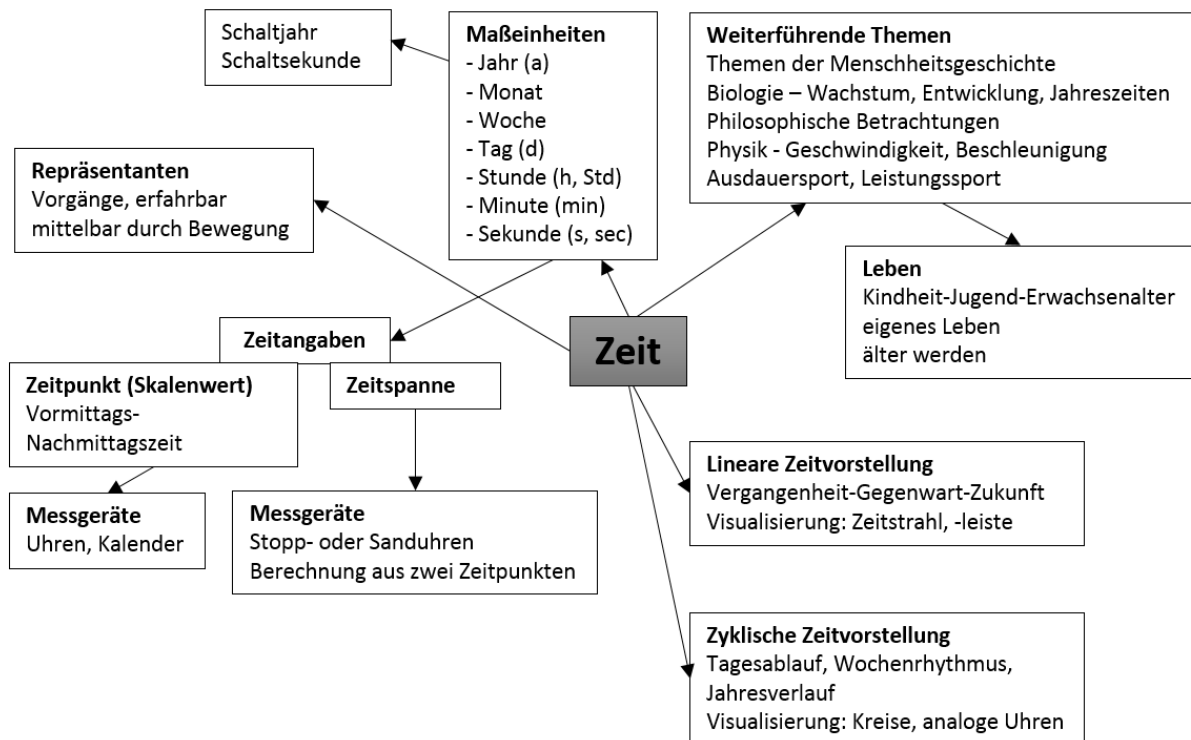 Schaltjahr
Schaltsekunde
Maßeinheiten
- Jahr (a)
- Monat
- Woche
- Tag (d)
- Stunde (h, Std)
- Minute (min)
- Sekunde (s, sec)
Weiterführende Themen
Themen der Menschheitsgeschichte
Biologie – Wachstum, Entwicklung, Jahreszeiten
Philosophische Betrachtungen
Physik - Geschwindigkeit, Beschleunigung
Ausdauersport, Leistungssport
Repräsentanten
Vorgänge, erfahrbar
mittelbar durch Bewegung
Leben
Kindheit-Jugend-Erwachsenalter
eigenes Leben
älter werden
Zeit
Zeitangaben
Zeitpunkt (Skalenwert)
Vormittags-
Nachmittagszeit
Zeitspanne
Messgeräte
Uhren, Kalender
Messgeräte
Stopp- oder Sanduhren
Berechnung aus zwei Zeitpunkten
Lineare Zeitvorstellung
Vergangenheit-Gegenwart-Zukunft
Visualisierung: Zeitstrahl, -leiste
Zyklische Zeitvorstellung
Tagesablauf, Wochenrhythmus,
Jahresverlauf
Visualisierung: Kreise, analoge Uhren